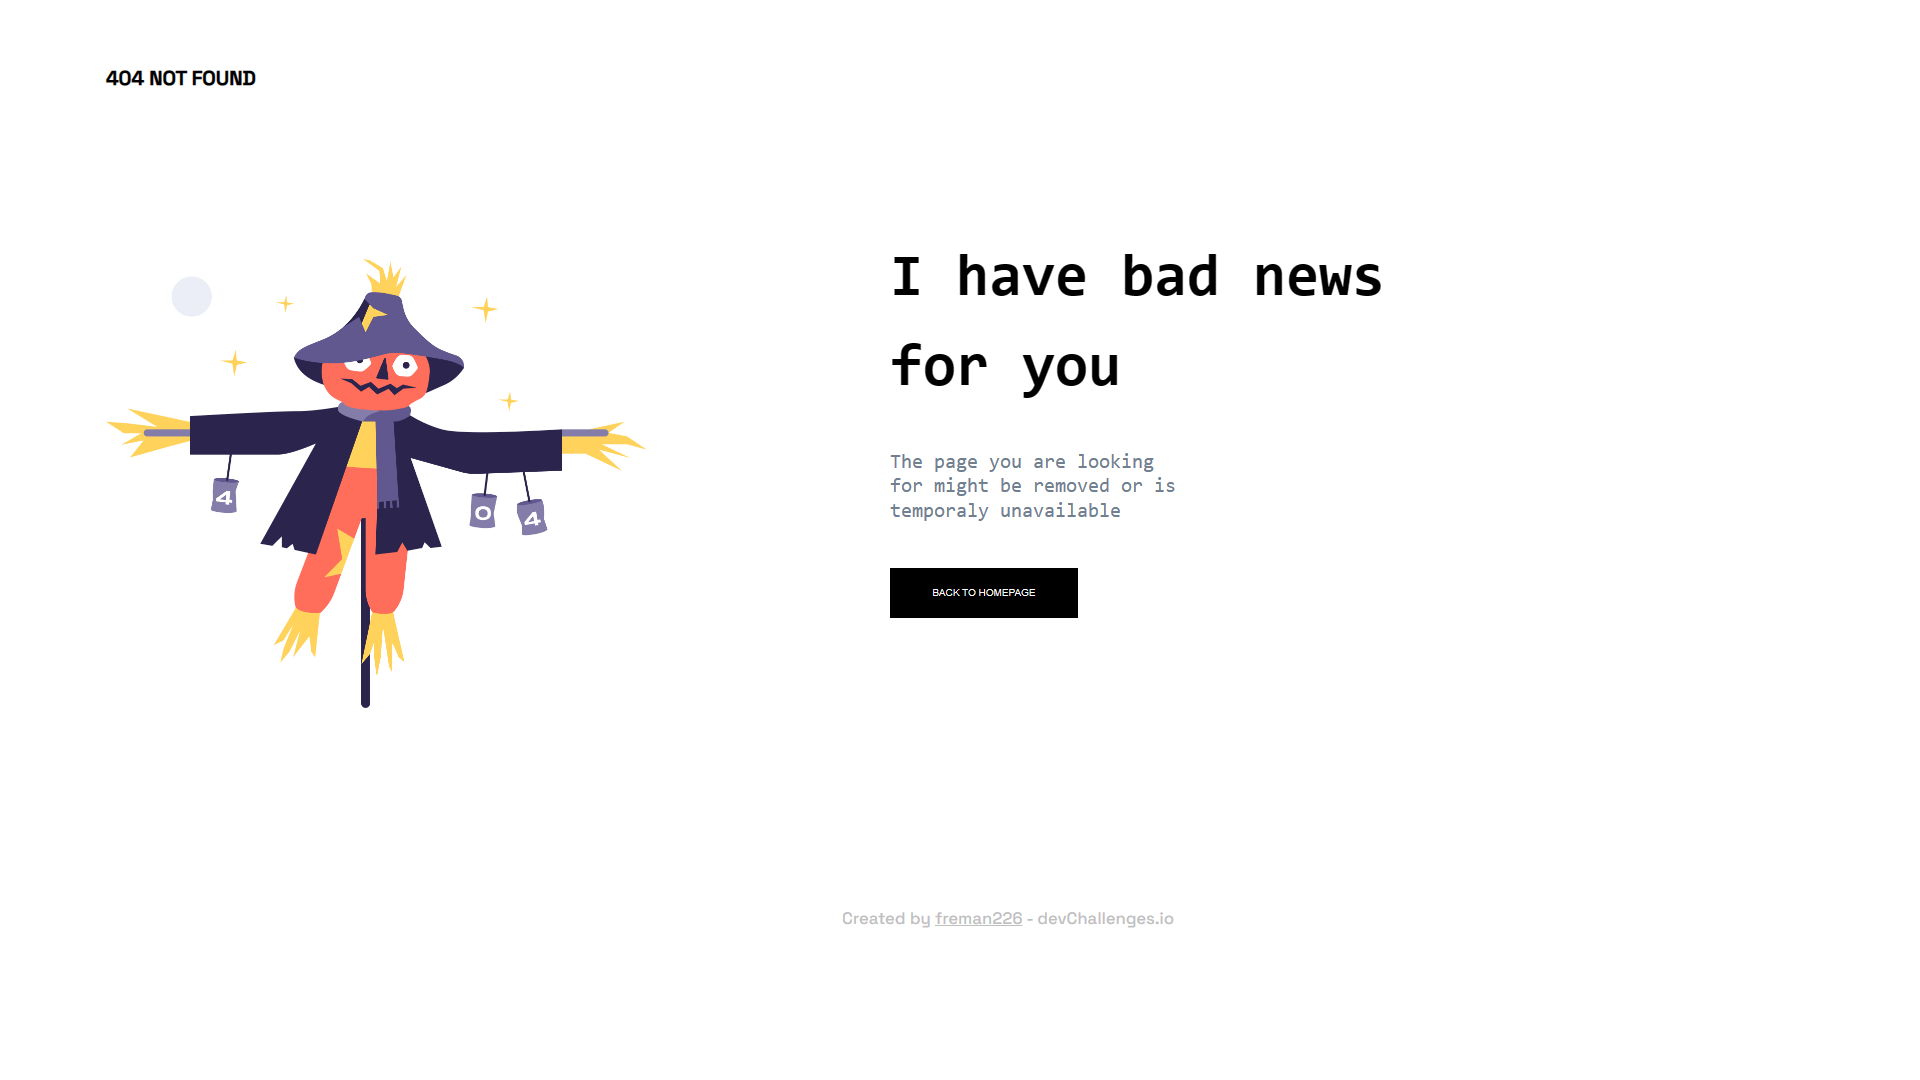 404 NOT FOUND
I have bad news
for you
The page you are looking
for might be removed or is
temporaly unavailable
BACK TO HOMEPAGE
4
0
4
Created by freman226 - devChallenges.io